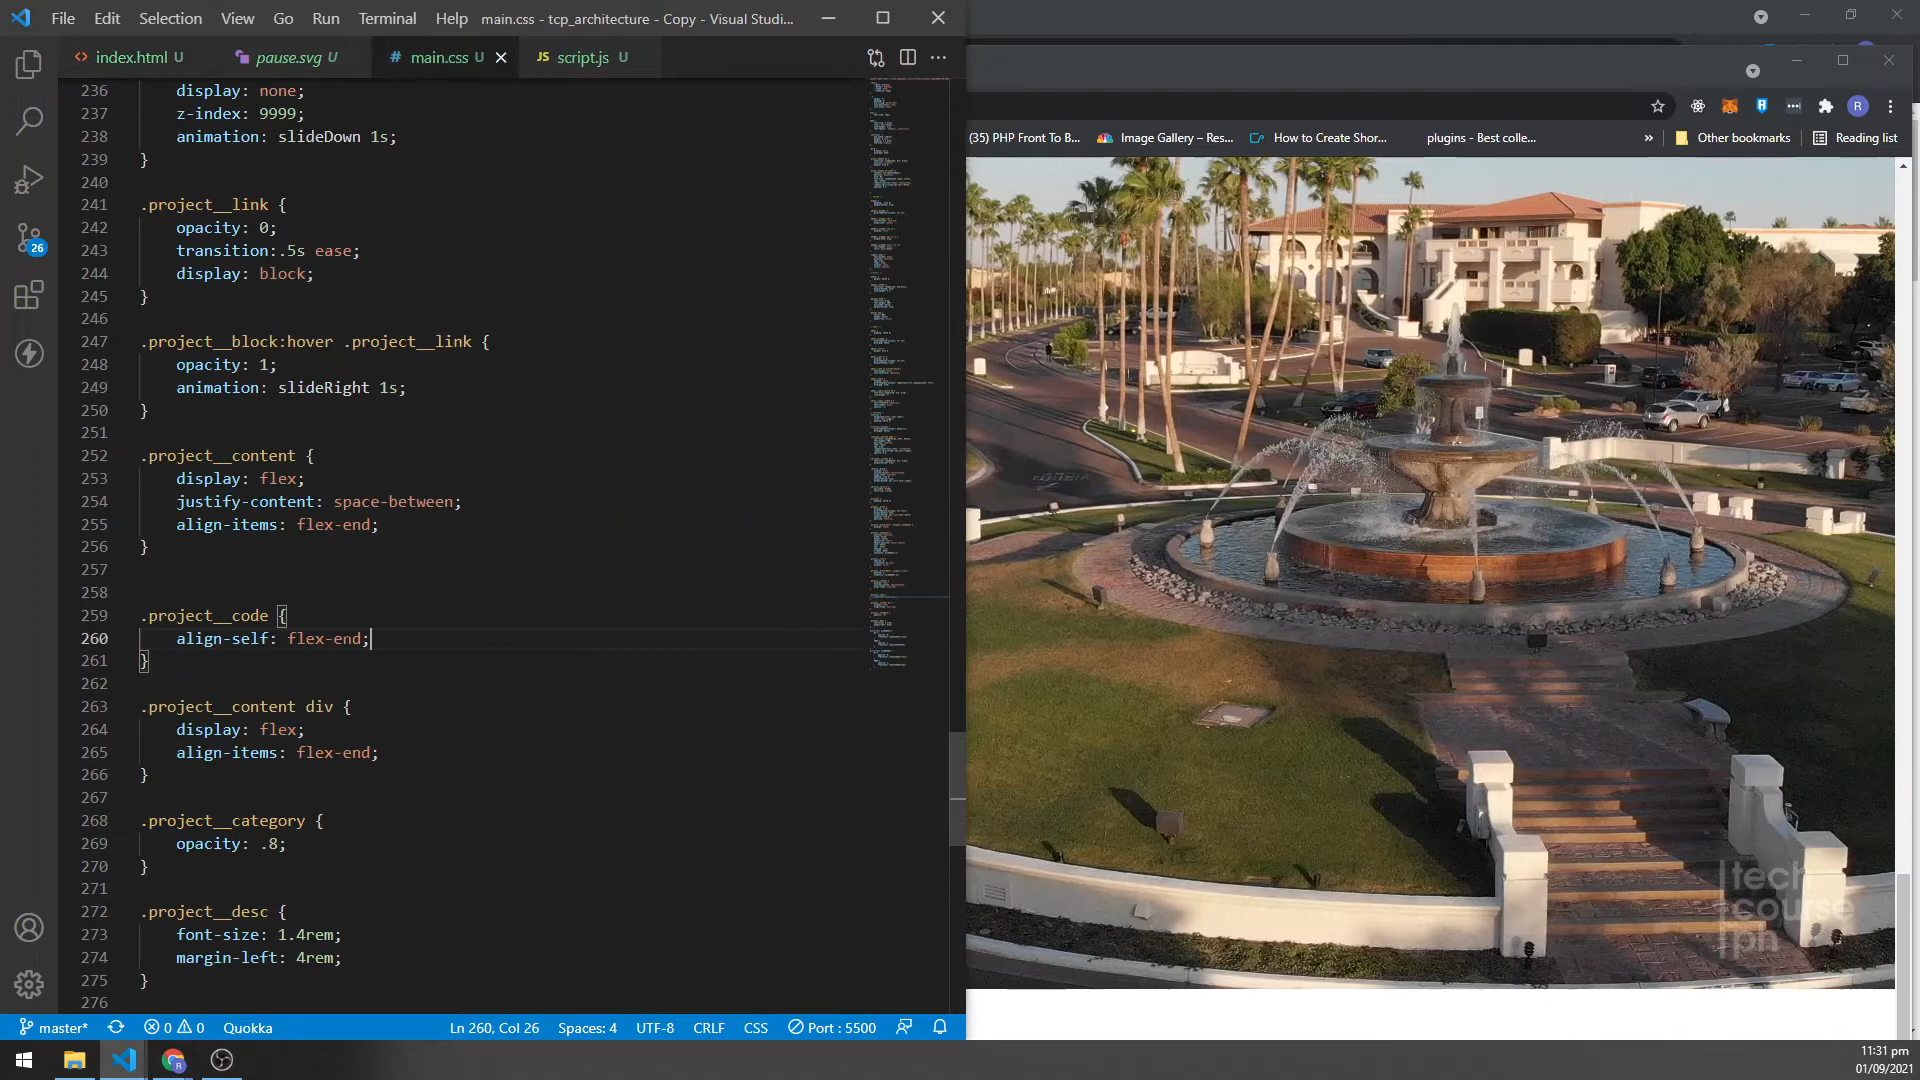 File Edit Selection View Go Run Terminal Help main.css - tcp_architecture - Copy - Visual Studi...
index.html U pause.svg U # main.css U JS script.js U
236 display: none;
237 z-index: 9999;
238 animation: slideDown 1s;
239 }
240
241 .project__link {
242 opacity: 0;
243 transition:.5s ease;
244 display: block;
245 }
246
247 .project__block:hover .project__link {
248 opacity: 1;
249 animation: slideRight 1s;
250 }
251
252 .project__content {
253 display: flex;
254 justify-content: space-between;
255 align-items: flex-end;
256 }
257
258
259 .project__code {
260 align-self: flex-end;
261 }
262
263 .project__content div {
264 display: flex;
265 align-items: flex-end;
266 }
267
268 .project__category {
269 opacity: .8;
270 }
271
272 .project__desc {
273 font-size: 1.4rem;
274 margin-left: 4rem;
275 }
276
26
master* 0 0 Quokka Ln 260, Col 26 Spaces: 4 UTF-8 CRLF CSS Port : 5500
R
(35) PHP Front To B... Image Gallery – Res... How to Create Shor... plugins - Best colle... » Other bookmarks Reading list
tech
course
ph
11:31 pm
01/09/2021